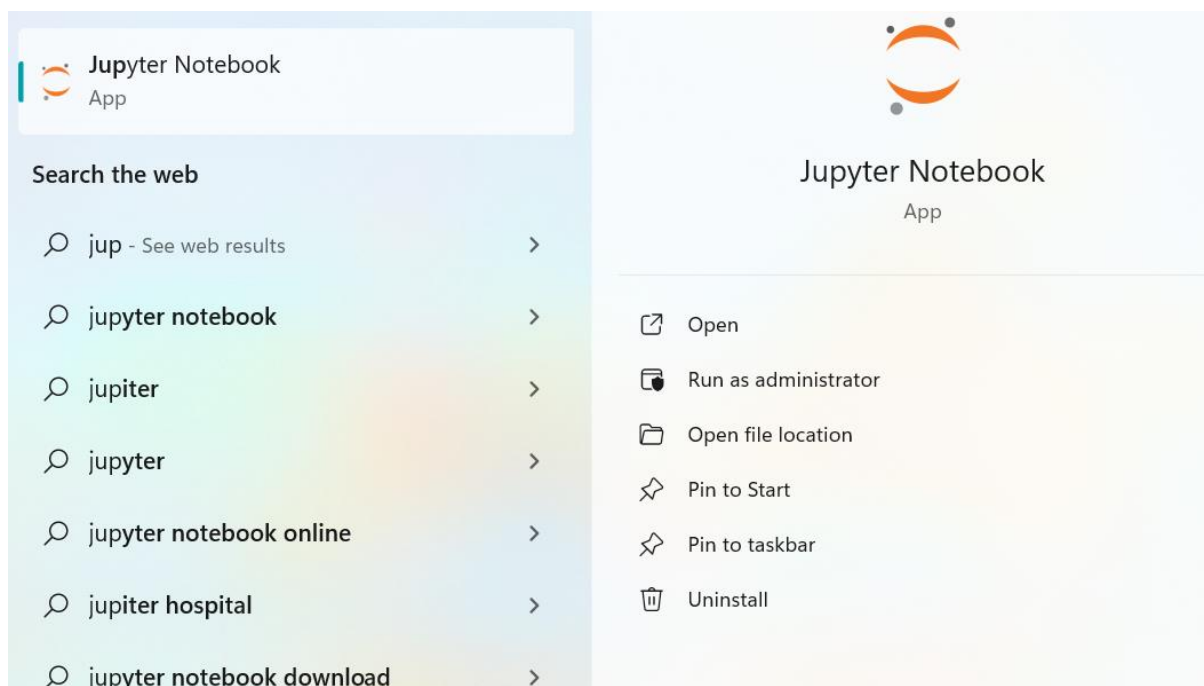 Jupyter Notebook
App
Search the web
jup - See web results
jupyter notebook
jupiter
jupyter
jupyter notebook online
jupiter hospital
jupyter notebook download
Jupyter Notebook
App
Open
Run as administrator
Open file location
Pin to Start
Pin to taskbar
Uninstall